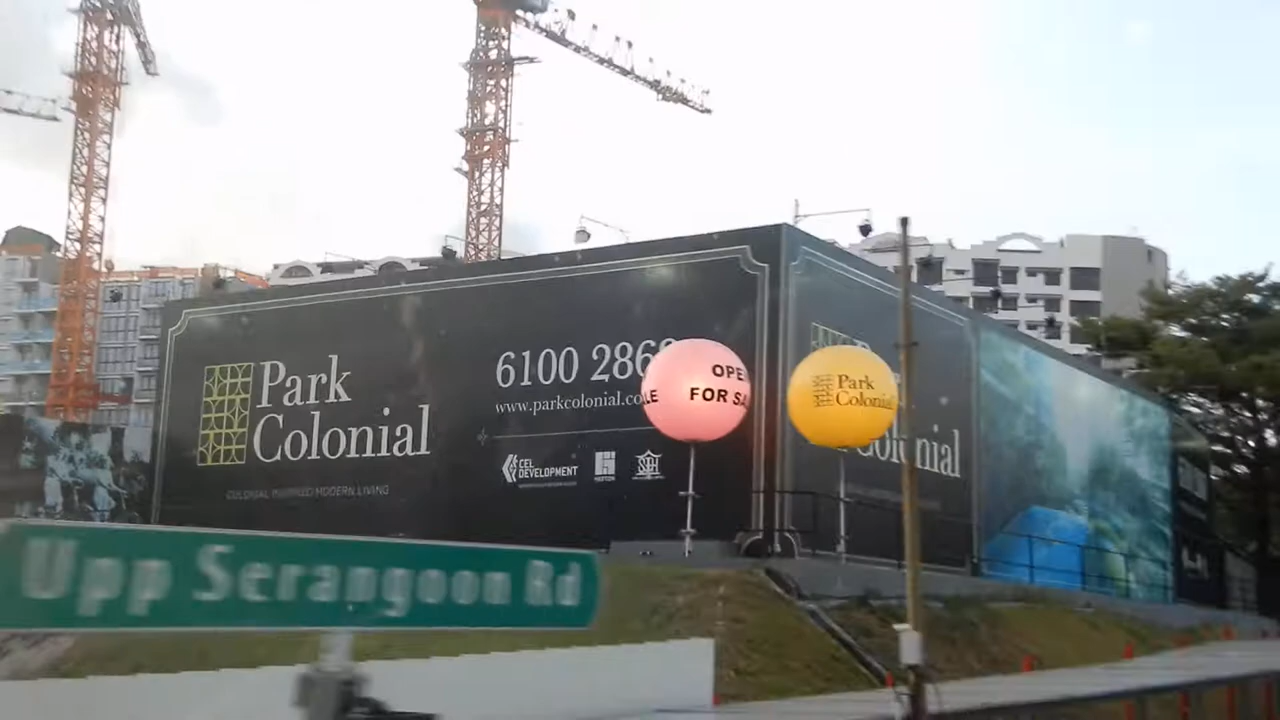 Park
Colonial
COLONIAL INSPIRED MODERN LIVING
6100 286
www.parkcolonial.co
CEL
DEVELOPMENT
OPE
LE FOR SA
Park
Colonial
Colonial
Upp Serangoon Rd